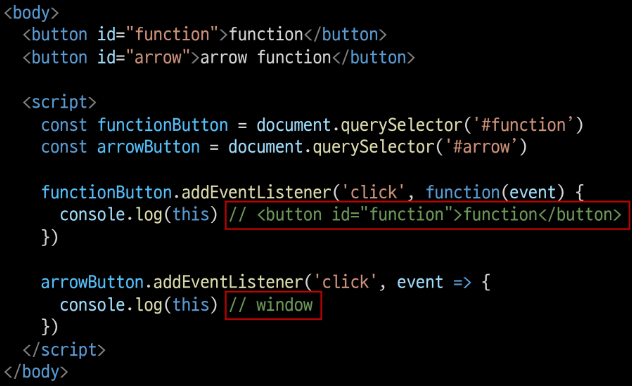 <body>
<button id="function">function</button>
<button id="arrow">arrow function</button>
<script>
const functionButton = document.querySelector('#function’)
const arrowButton = document.querySelector('#arrow’)
functionButton.addEventListener('click', function(event) {
console.log(this) // <button id="function">function</button>
})
arrowButton.addEventListener('click', event => {
console.log(this) // window
})
</script>
</body>